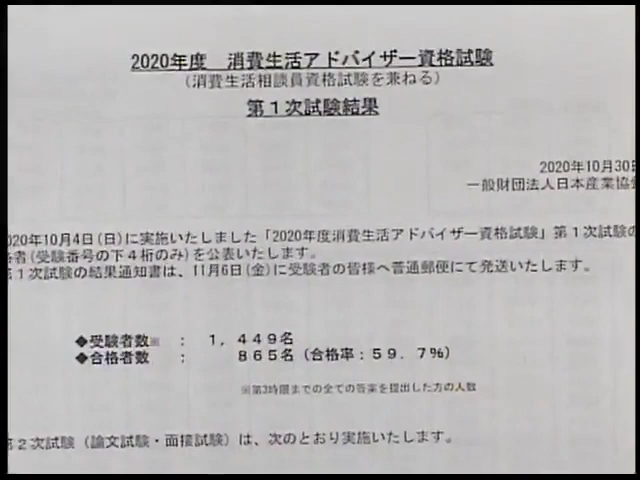 2020年度　消費生活アドバイザー資格試験
(消費生活相談員資格試験を兼ねる)
第1次試験結果
2020年10月30日
一般財団法人日本産業協
020年10月4日(日)に実施いたしました「2020年度消費生活アドバイザー資格試験」第1次試験の
格者(受験番号の下4桁のみ)を公表いたします。
1次試験の結果通知書は、11月6日(金)に受験者の皆様へ普通郵便にて発送いたします。
◆受験者数※　：　1,449名
◆合格者数　：　865名(合格率：59.7%)
※第3時限までの全ての答案を提出した方の人数
第2次試験(論文試験・面接試験)は、次のとおり実施いたします。